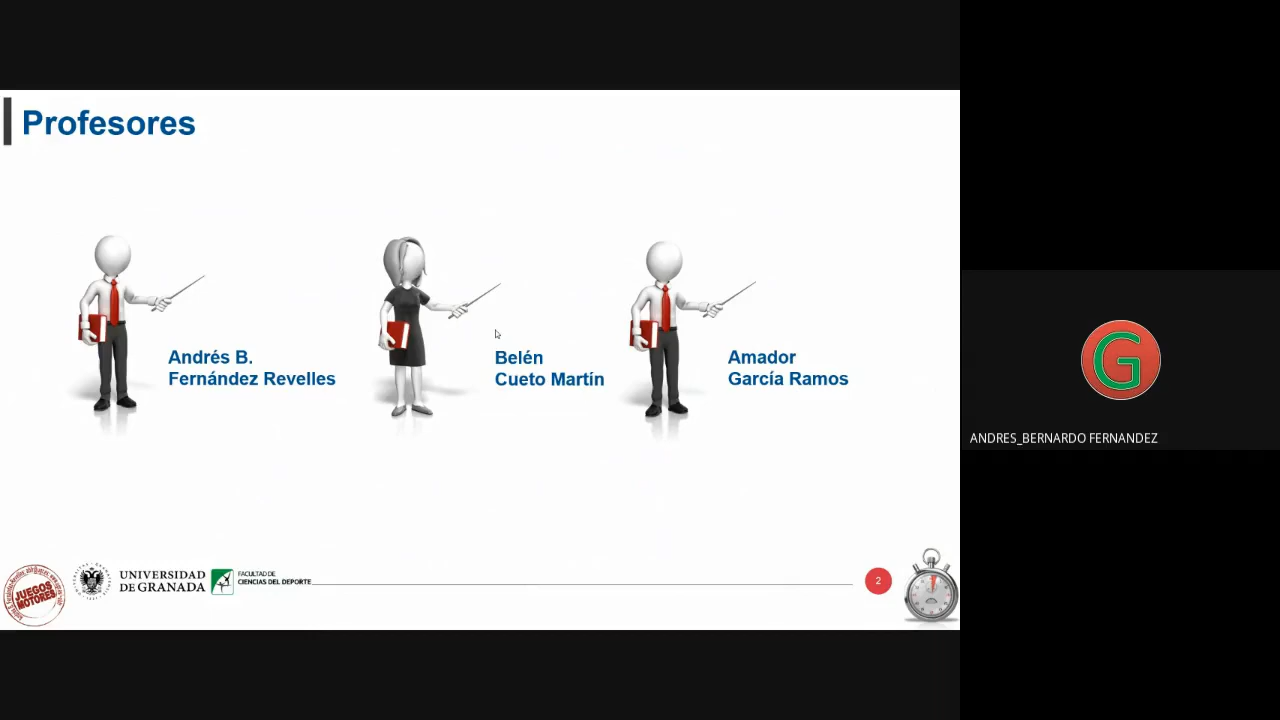 Profesores
Andrés B.
Fernández Revelles
Belén
Cueto Martín
Amador
García Ramos
G
ANDRES_BERNARDO FERNANDEZ
JUEGOS
MOTORES
UNIVERSIDAD
DE GRANADA
FACULTAD DE
CIENCIAS DEL DEPORTE
2